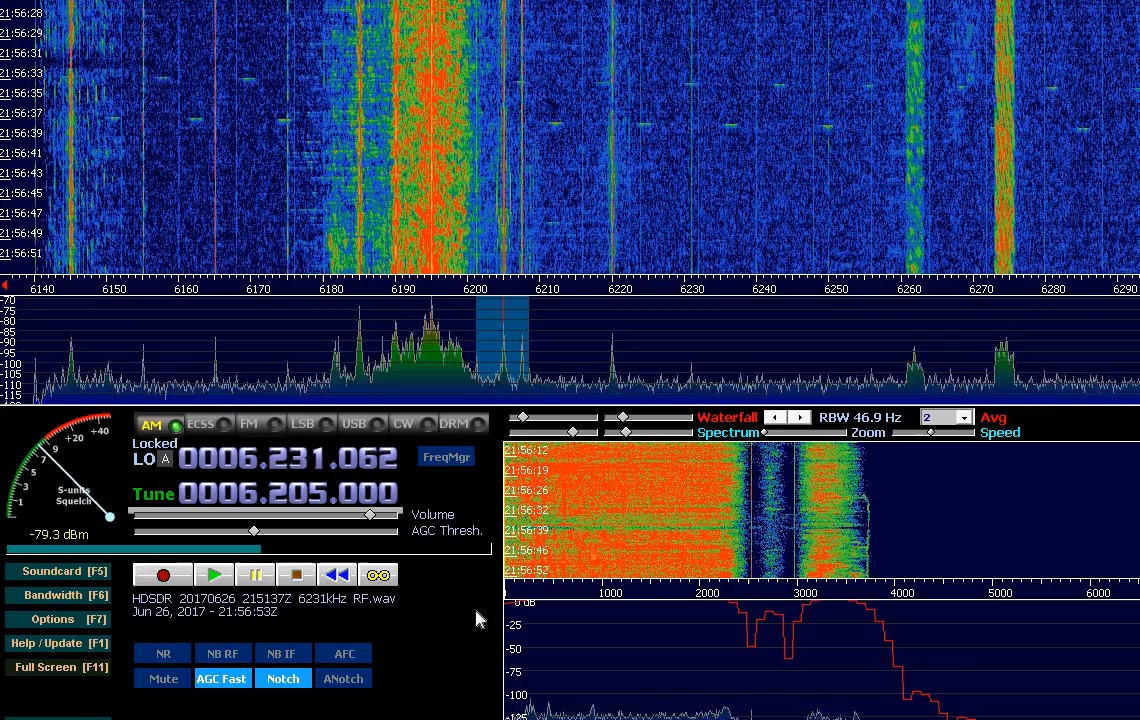 21:56:28
21:56:29
21:56:31
21:56:33
21:56:35
21:56:37
21:56:39
21:56:41
21:56:43
21:56:45
21:56:47
21:56:49
21:56:51
6140 6150 6160 6170 6180 6190 6200 6210 6220 6230 6240 6250 6260 6270 6280 6290
-70
-75
-80
-85
-90
-95
-100
-105
-110
-115
AM ECSS FM LSB USB CW DRM
Waterfall RBW 46.9 Hz 2 Avg
Spectrum Zoom Speed
1 3 5 7 9 +20 +40
S-units
Squelch
-79.3 dBm
Locked
LO A 0006.231.062 FreqMgr
Tune 0006.205.000
Volume
AGC Thresh.
Soundcard [F5]
Bandwidth [F6]
Options [F7]
Help / Update [F1]
Full Screen [F11]
HDSDR 20170626 215137Z 6231kHz RF.wav
Jun 26, 2017 - 21:56:53Z
NR NB RF NB IF AFC
Mute AGC Fast Notch ANotch
21:56:12
21:56:19
21:56:26
21:56:32
21:56:39
21:56:46
21:56:52
1000 2000 3000 4000 5000 6000
0 dB
-25
-50
-75
-100
-125